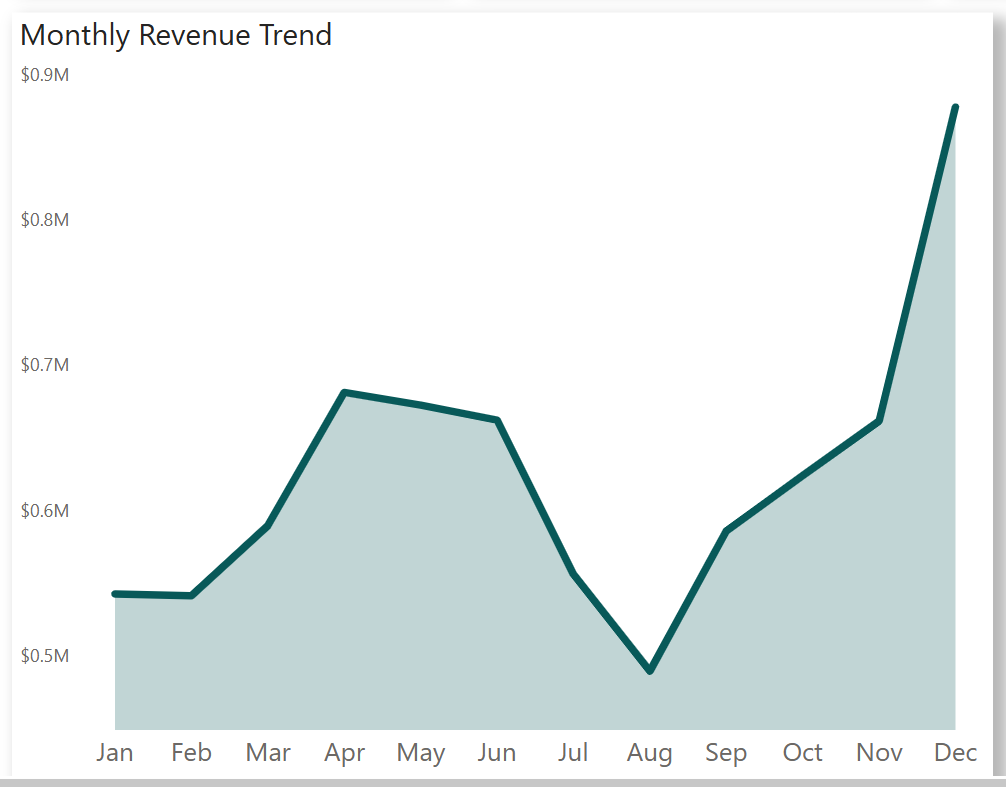 Monthly Revenue Trend
$0.9M
$0.8M
$0.7M
$0.6M
$0.5M
Jan Feb Mar Apr May Jun Jul Aug Sep Oct Nov Dec